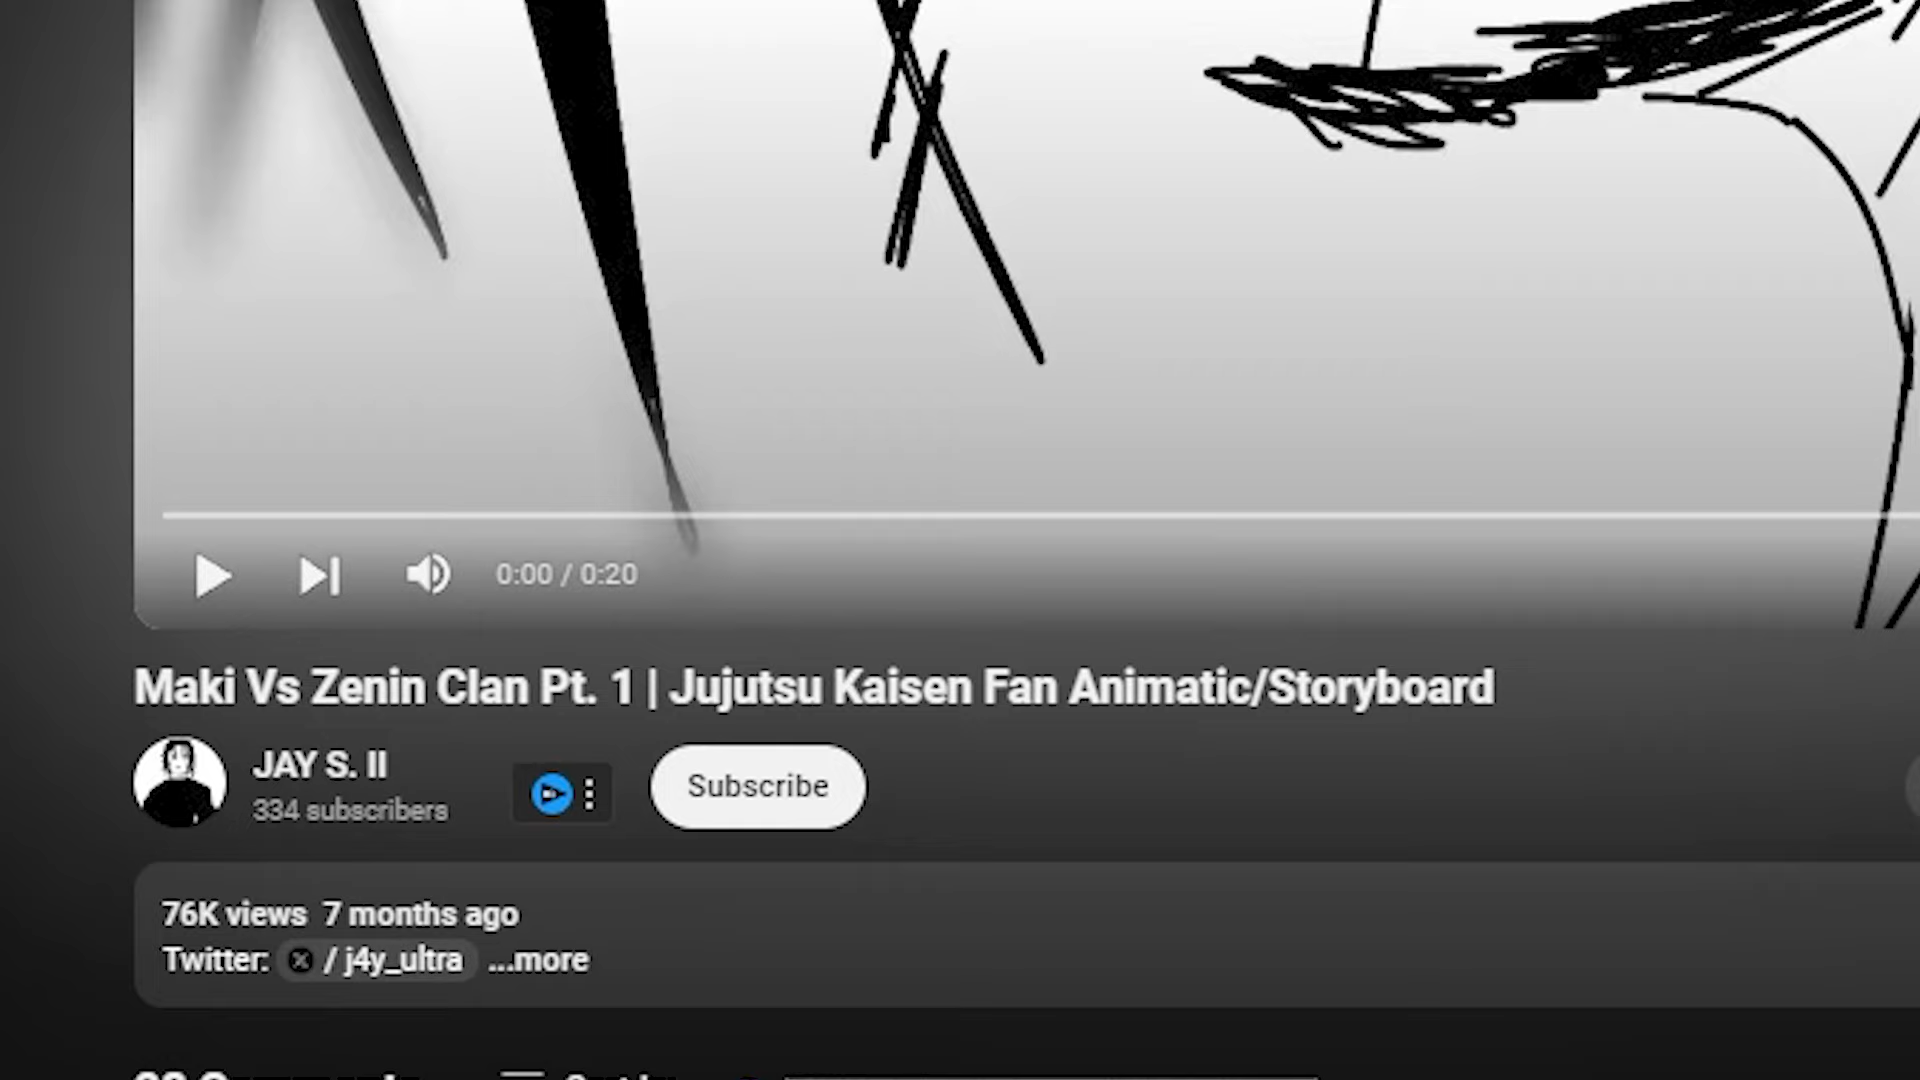 0:00 / 0:20
Maki Vs Zenin Clan Pt. 1 | Jujutsu Kaisen Fan Animatic/Storyboard
JAY S. II
334 subscribers
Subscribe
76K views 7 months ago
Twitter: / j4y_ultra ...more